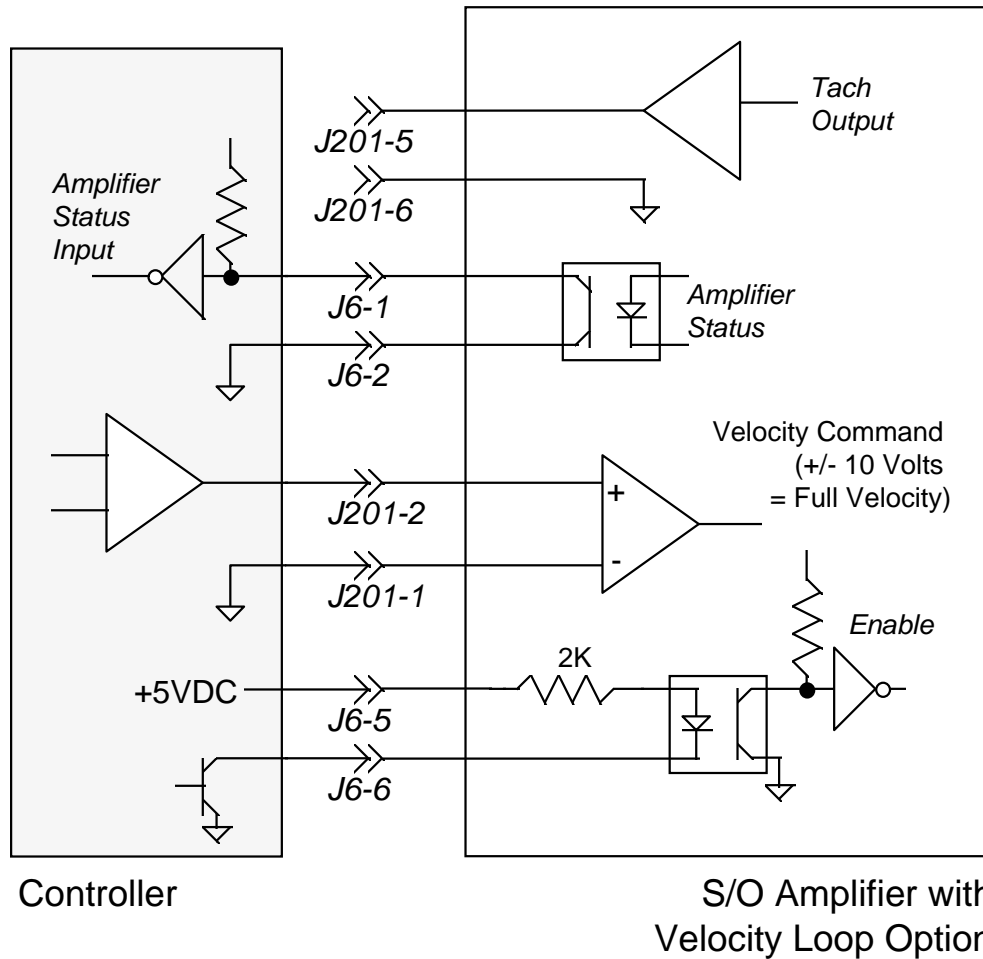 Tach
Output
J201-5
J201-6
Amplifier
Status
Input
J6-1
Amplifier
Status
J6-2
Velocity Command
(+/- 10 Volts
= Full Velocity)
+
J201-2
-
J201-1
Enable
2K
+5VDC
J6-5
J6-6
Controller
S/O Amplifier with
Velocity Loop Option